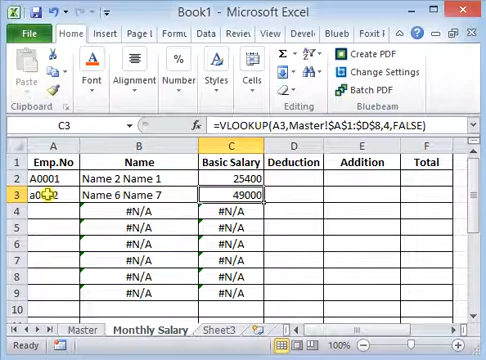 Book1 - Microsoft Excel
File Home Insert Page L Form Data Revie View Devel Blueb Foxit P Foxit R
Paste
Clipboard
Font
Alignment
Number
Styles
Cells
Editing
Create PDF
Change Settings
Batch PDF
Bluebeam
C3 fx =VLOOKUP(A3,Master!$A$1:$D$8,4,FALSE)
A B C D E F
1 Emp.No Name Basic Salary Deduction Addition Total
2 A0001 Name 2 Name 1 25400
3 Name 6 Name 7 49000
4 #N/A #N/A
5 #N/A #N/A
6 #N/A #N/A
7 #N/A #N/A
8 #N/A #N/A
9 #N/A #N/A
10
Master Monthly Salary Sheet3
Ready 100%